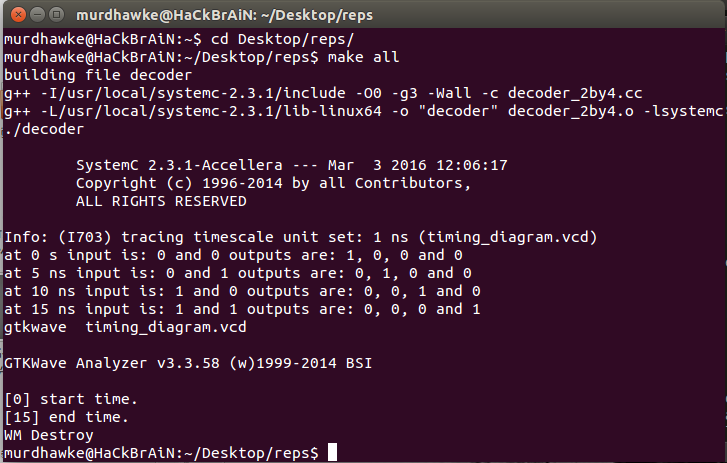 murdhawke@HaCkBrAiN: ~/Desktop/reps
murdhawke@HaCkBrAiN:~$ cd Desktop/reps/
murdhawke@HaCkBrAiN:~/Desktop/reps$ make all
building file decoder
g++ -I/usr/local/systemc-2.3.1/include -O0 -g3 -Wall -c decoder_2by4.cc
g++ -L/usr/local/systemc-2.3.1/lib-linux64 -o "decoder" decoder_2by4.o -lsystemc
./decoder
SystemC 2.3.1-Accellera --- Mar  3 2016 12:06:17
Copyright (c) 1996-2014 by all Contributors,
ALL RIGHTS RESERVED
Info: (I703) tracing timescale unit set: 1 ns (timing_diagram.vcd)
at 0 s input is: 0 and 0 outputs are: 1, 0, 0 and 0
at 5 ns input is: 0 and 1 outputs are: 0, 1, 0 and 0
at 10 ns input is: 1 and 0 outputs are: 0, 0, 1 and 0
at 15 ns input is: 1 and 1 outputs are: 0, 0, 0 and 1
gtkwave  timing_diagram.vcd
GTKWave Analyzer v3.3.58 (w)1999-2014 BSI
[0] start time.
[15] end time.
WM Destroy
murdhawke@HaCkBrAiN:~/Desktop/reps$